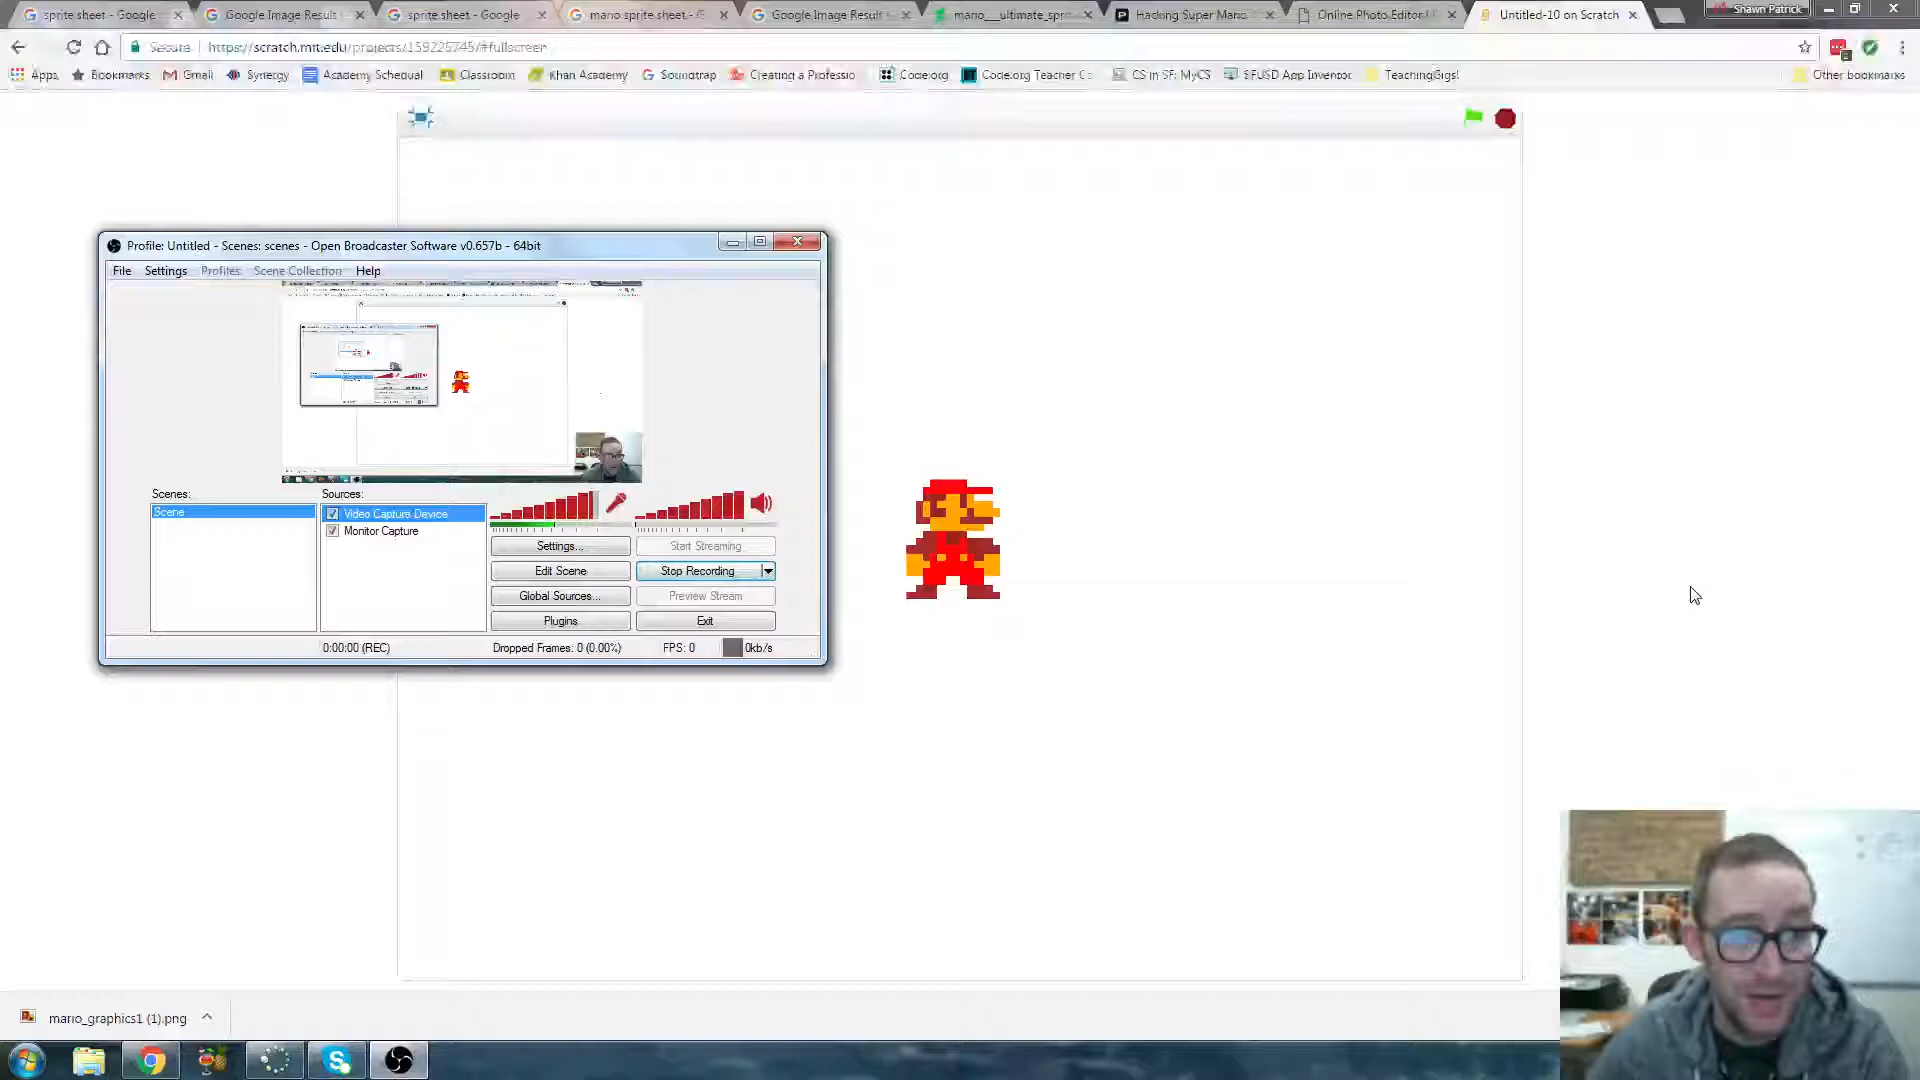 sprite sheet - Google
Google Image Result
sprite sheet - Google
mario sprite sheet - G
Google Image Result
mario__ultimate_spr
Hacking Super Mario
Online Photo Editor
Untitled-10 on Scratch
Shawn Patrick
Secure
https://scratch.mit.edu/projects/159226745/#fullscreen
Apps
Bookmarks
Gmail
Synergy
Academy Schedual
Classroom
Khan Academy
Soundtrap
Creating a Professio
Code.org
Code.org Teacher Co
CS in SF: MyCS
SFUSD App Inventor
TeachingGigs!
Other bookmarks
Profile: Untitled - Scenes: scenes - Open Broadcaster Software v0.657b - 64bit
File
Settings
Profiles
Scene Collection
Help
Scenes:
Sources:
Scene
Video Capture Device
Monitor Capture
Settings...
Start Streaming
Edit Scene
Stop Recording
Global Sources...
Preview Stream
Plugins
Exit
0:00:00 (REC)
Dropped Frames: 0 (0.00%)
FPS: 0
0kb/s
mario_graphics1 (1).png